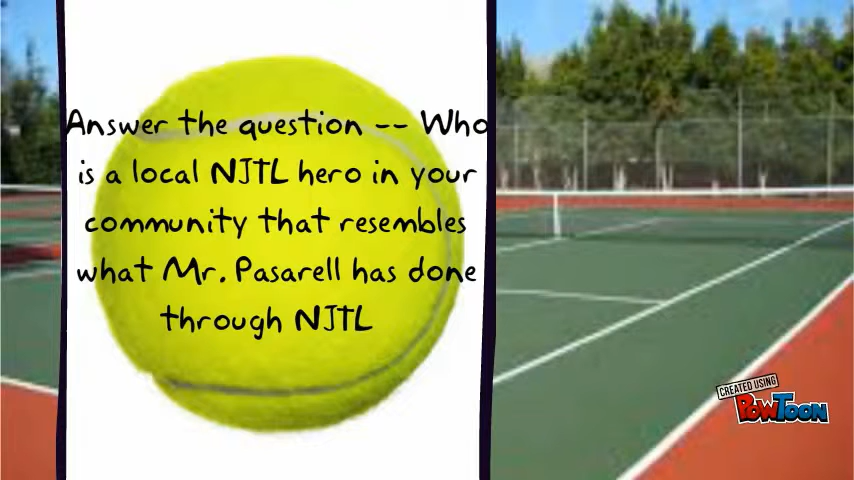 Answer the question -- Who
is a local NJTL hero in your
community that resembles
what Mr. Pasarell has done
through NJTL
CREATED USING
POWTOON